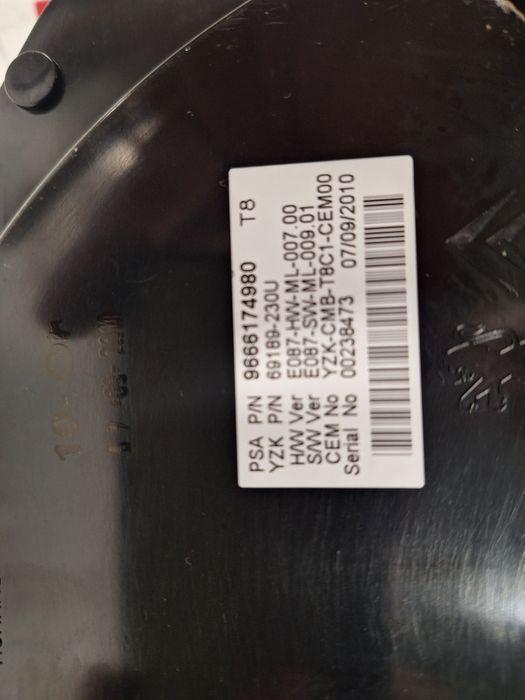 PSA P/N 9666174980 T8
YZK P/N 69189-230U
H/W Ver E087-HW-ML-007.00
S/W Ver E087-SW-ML-009.01
CEM No YZK-CMB-T8C1-CEM00
Serial No 00238473 07/09/2010